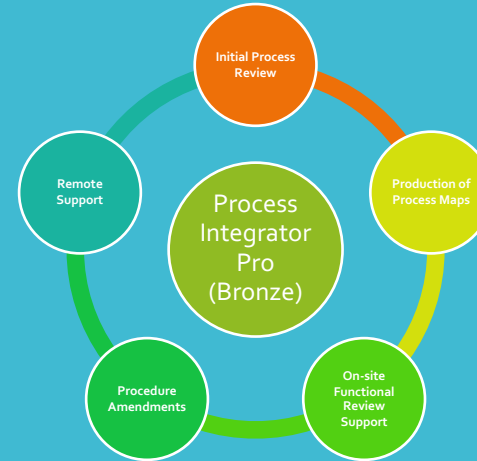 Initial Process
Review
Production of
Process Maps
On-site
Functional
Review
Support
Procedure
Amendments
Remote
Support
Process
Integrator
Pro
(Bronze)